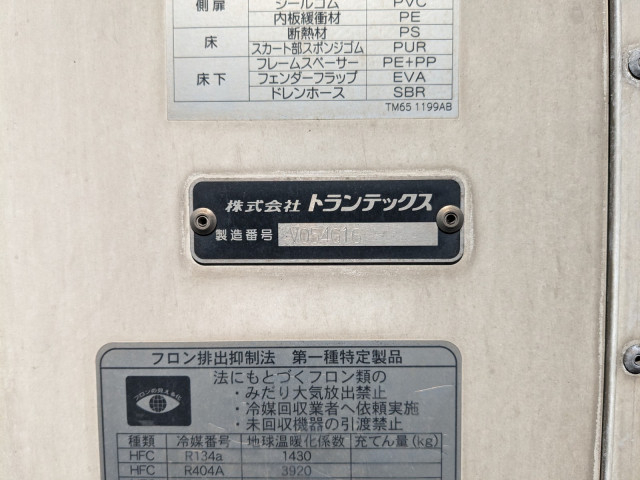 側扉 シールゴム PVC
内板緩衝材 PE
床 断熱材 PS
スカート部スポンジゴム PUR
床下 フレームスペーサー PE+PP
フェンダーフラップ EVA
ドレンホース SBR
TM65 1199AB
株式会社 トランテックス
製造番号
フロン排出抑制法 第一種特定製品
法にもとづくフロン類の
・みだり大気放出禁止
・冷媒回収業者へ依頼実施
・未回収機器の引渡禁止
種類 冷媒番号 地球温暖化係数 充てん量(kg)
HFC R134a 1430
HFC R404A 3920